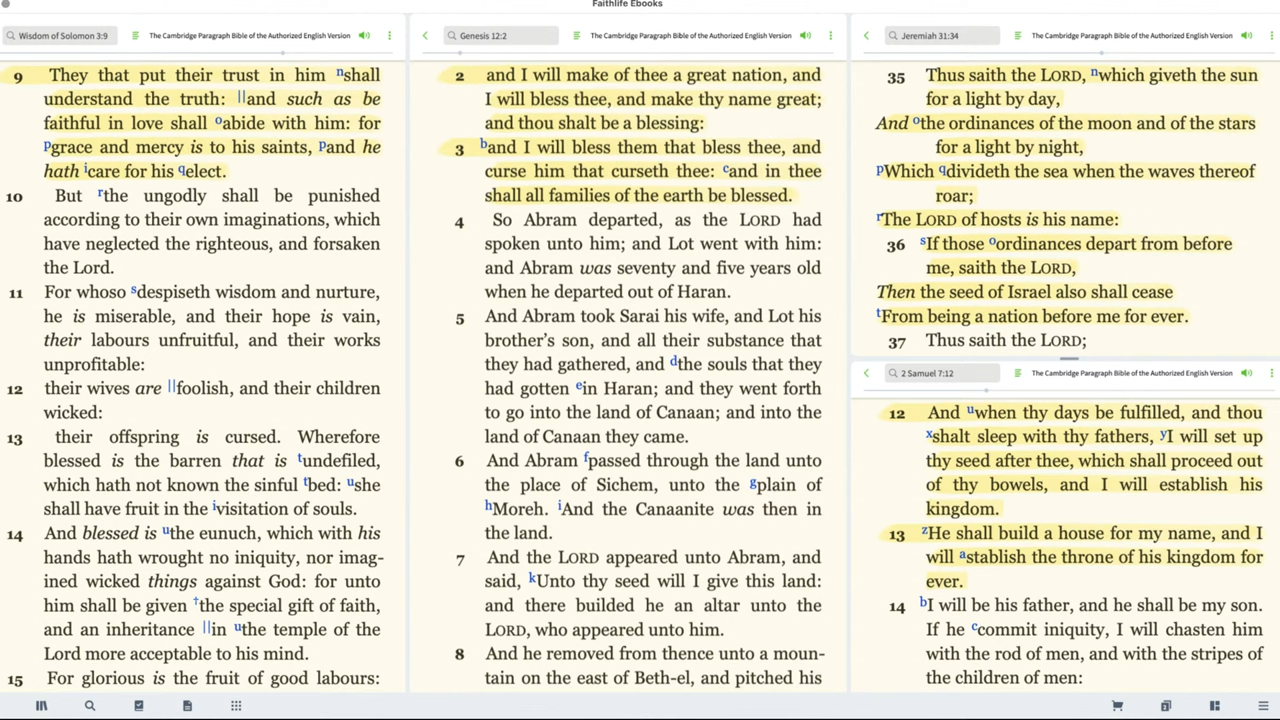 Faithlife Ebooks
Wisdom of Solomon 3:9
The Cambridge Paragraph Bible of the Authorized English Version
9 They that put their trust in him ⁿshall
understand the truth: ||and such as be
faithful in love shall ᵒabide with him: for
ᵖgrace and mercy is to his saints, ᵖand he
hath ⁱcare for his qelect.
10 But ʳthe ungodly shall be punished
according to their own imaginations, which
have neglected the righteous, and forsaken
the Lord.
11 For whoso ˢdespiseth wisdom and nurture,
he is miserable, and their hope is vain,
their labours unfruitful, and their works
unprofitable:
12 their wives are ||foolish, and their children
wicked:
13 their offspring is cursed. Wherefore
blessed is the barren that is ᵗundefiled,
which hath not known the sinful ᵗbed: ᵘshe
shall have fruit in the ⁱvisitation of souls.
14 And blessed is ᵘthe eunuch, which with his
hands hath wrought no iniquity, nor imag-
ined wicked things against God: for unto
him shall be given †the special gift of faith,
and an inheritance ||in ᵘthe temple of the
Lord more acceptable to his mind.
15 For glorious is the fruit of good labours:
Genesis 12:2
The Cambridge Paragraph Bible of the Authorized English Version
2 and I will make of thee a great nation, and
I will bless thee, and make thy name great;
and thou shalt be a blessing:
3 ᵇand I will bless them that bless thee, and
curse him that curseth thee: ᶜand in thee
shall all families of the earth be blessed.
4 So Abram departed, as the LORD had
spoken unto him; and Lot went with him:
and Abram was seventy and five years old
when he departed out of Haran.
5 And Abram took Sarai his wife, and Lot his
brother's son, and all their substance that
they had gathered, and ᵈthe souls that they
had gotten ᵉin Haran; and they went forth
to go into the land of Canaan; and into the
land of Canaan they came.
6 And Abram ᶠpassed through the land unto
the place of Sichem, unto the ᵍplain of
ʰMoreh. ⁱAnd the Canaanite was then in
the land.
7 And the LORD appeared unto Abram, and
said, ᵏUnto thy seed will I give this land:
and there builded he an altar unto the
LORD, who appeared unto him.
8 And he removed from thence unto a moun-
tain on the east of Beth-el, and pitched his
Jeremiah 31:34
The Cambridge Paragraph Bible of the Authorized English Version
35 Thus saith the LORD, ⁿwhich giveth the sun
for a light by day,
And ᵒthe ordinances of the moon and of the stars
for a light by night,
ᵖWhich qdivideth the sea when the waves thereof
roar;
ʳThe LORD of hosts is his name:
36 ˢIf those ᵒordinances depart from before
me, saith the LORD,
Then the seed of Israel also shall cease
ᵗFrom being a nation before me for ever.
37 Thus saith the LORD;
2 Samuel 7:12
The Cambridge Paragraph Bible of the Authorized English Version
12 And ᵘwhen thy days be fulfilled, and thou
ˣshalt sleep with thy fathers, ʸI will set up
thy seed after thee, which shall proceed out
of thy bowels, and I will establish his
kingdom.
13 ᶻHe shall build a house for my name, and I
will ᵃstablish the throne of his kingdom for
ever.
14 ᵇI will be his father, and he shall be my son.
If he ᶜcommit iniquity, I will chasten him
with the rod of men, and with the stripes of
the children of men: